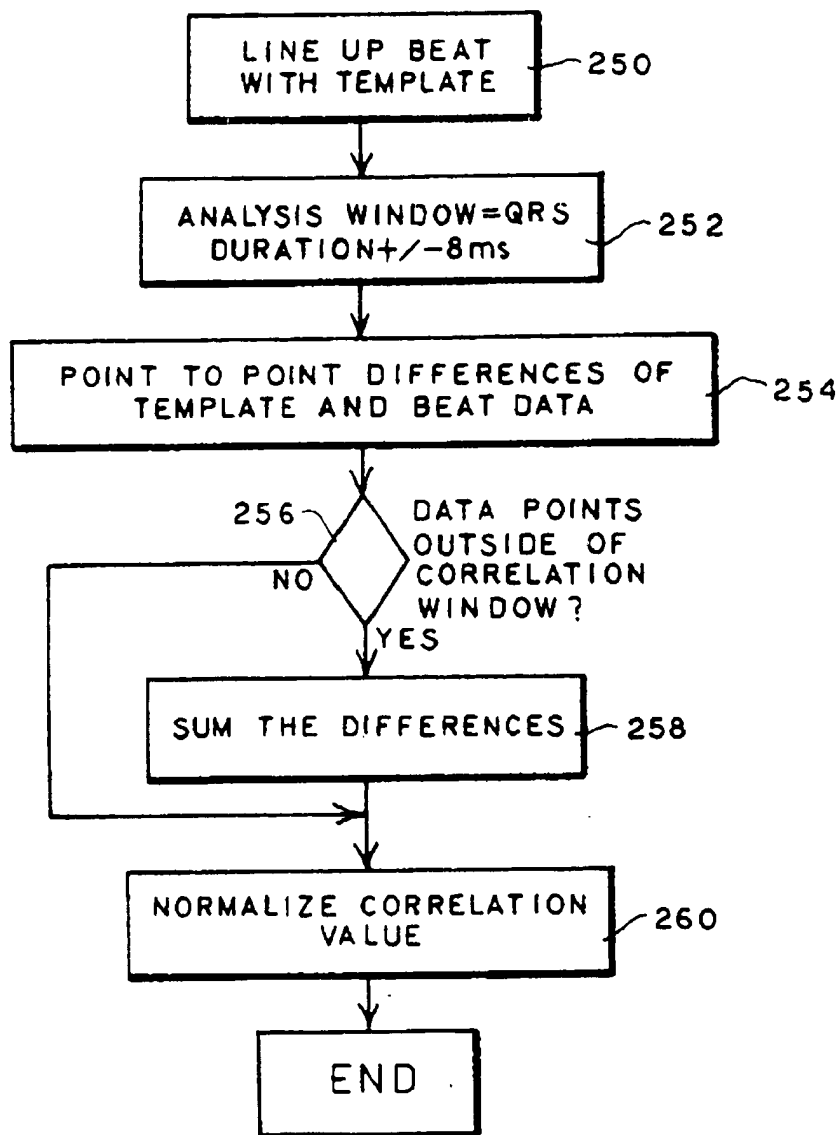 LINE UP BEAT
WITH TEMPLATE
250
ANALYSIS WINDOW=QRS
DURATION+/-8ms
252
POINT TO POINT DIFFERENCES OF
TEMPLATE AND BEAT DATA
254
256
DATA POINTS
OUTSIDE OF
CORRELATION
WINDOW?
NO
YES
SUM THE DIFFERENCES
258
NORMALIZE CORRELATION
VALUE
260
END